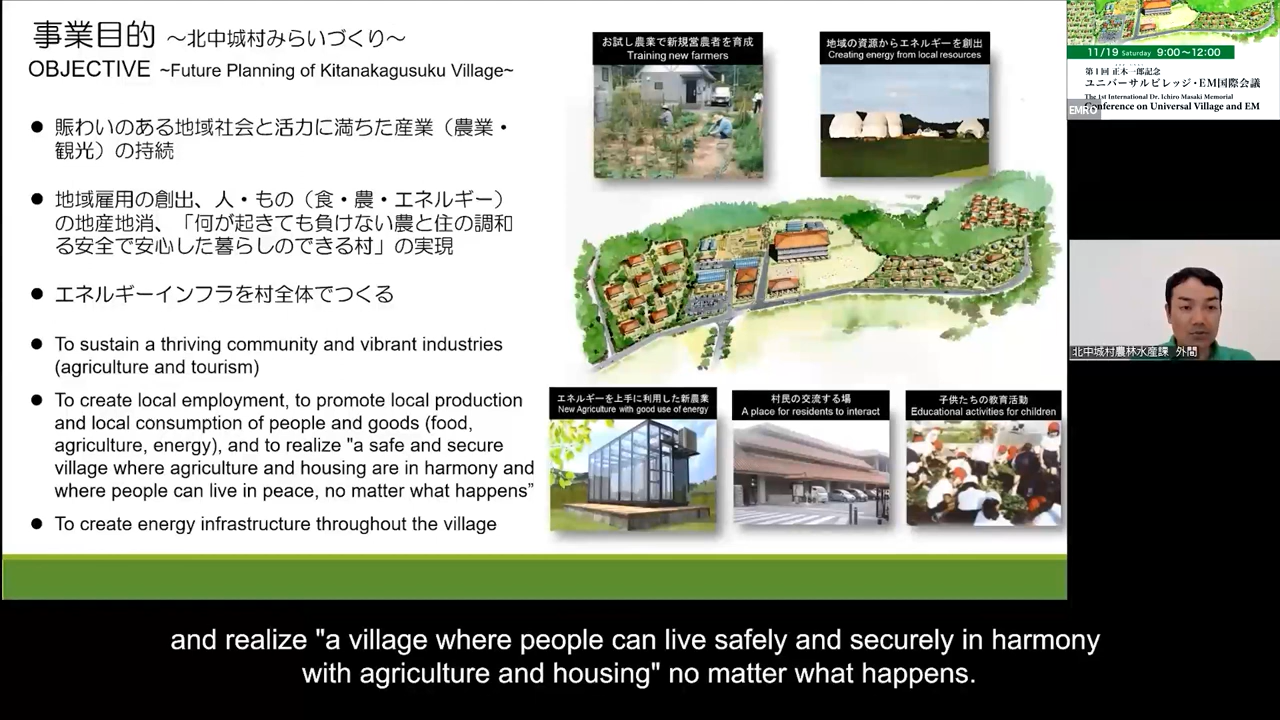 事業目的 ～北中城村みらいづくり～
OBJECTIVE ~Future Planning of Kitanakagusuku Village~
● 賑わいのある地域社会と活力に満ちた産業（農業・
観光）の持続
● 地域雇用の創出、人・もの（食・農・エネルギー）
の地産地消、「何が起きても負けない農と住の調和
る安全で安心した暮らしのできる村」の実現
● エネルギーインフラを村全体でつくる
● To sustain a thriving community and vibrant industries
(agriculture and tourism)
● To create local employment, to promote local production
and local consumption of people and goods (food,
agriculture, energy), and to realize "a safe and secure
village where agriculture and housing are in harmony and
where people can live in peace, no matter what happens”
● To create energy infrastructure throughout the village
お試し農業で新規営農者を育成
Training new farmers
地域の資源からエネルギーを創出
Creating energy from local resources
エネルギーを上手に利用した新農業
New Agriculture with good use of energy
村民の交流する場
A place for residents to interact
子供たちの教育活動
Educational activities for children
11/19 Saturday 9:00～12:00
第1回 正木一郎記念
ユニバーサルビレッジ・EM国際会議
The 1st International Dr. Ichiro Masaki Memorial
Conference on Universal Village and EM
EMRO
北中城村農林水産課 外間
and realize "a village where people can live safely and securely in harmony
with agriculture and housing" no matter what happens.